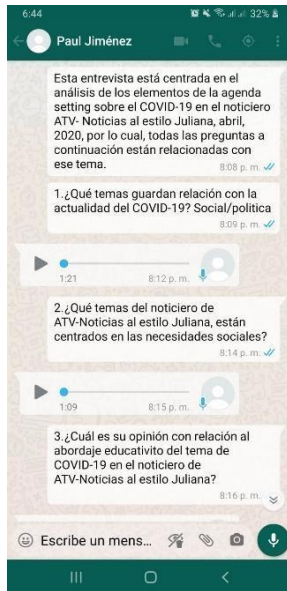 6:44
32%
Paul Jiménez
Esta entrevista está centrada en el
análisis de los elementos de la agenda
setting sobre el COVID-19 en el noticiero
ATV- Noticias al estilo Juliana, abril,
2020, por lo cual, todas las preguntas a
continuación están relacionadas con
ese tema.
8:08 p. m.
1.¿Qué temas guardan relación con la
actualidad del COVID-19? Social/politica
8:09 p. m.
1:21
8:12 p. m.
2.¿Qué temas del noticiero de
ATV-Noticias al estilo Juliana, están
centrados en las necesidades sociales?
8:14 p. m.
1:09
8:15 p. m.
3.¿Cuál es su opinión con relación al
abordaje educativito del tema de
COVID-19 en el noticiero de
ATV-Noticias al estilo Juliana?
8:16 p. m.
Escribe un mens...